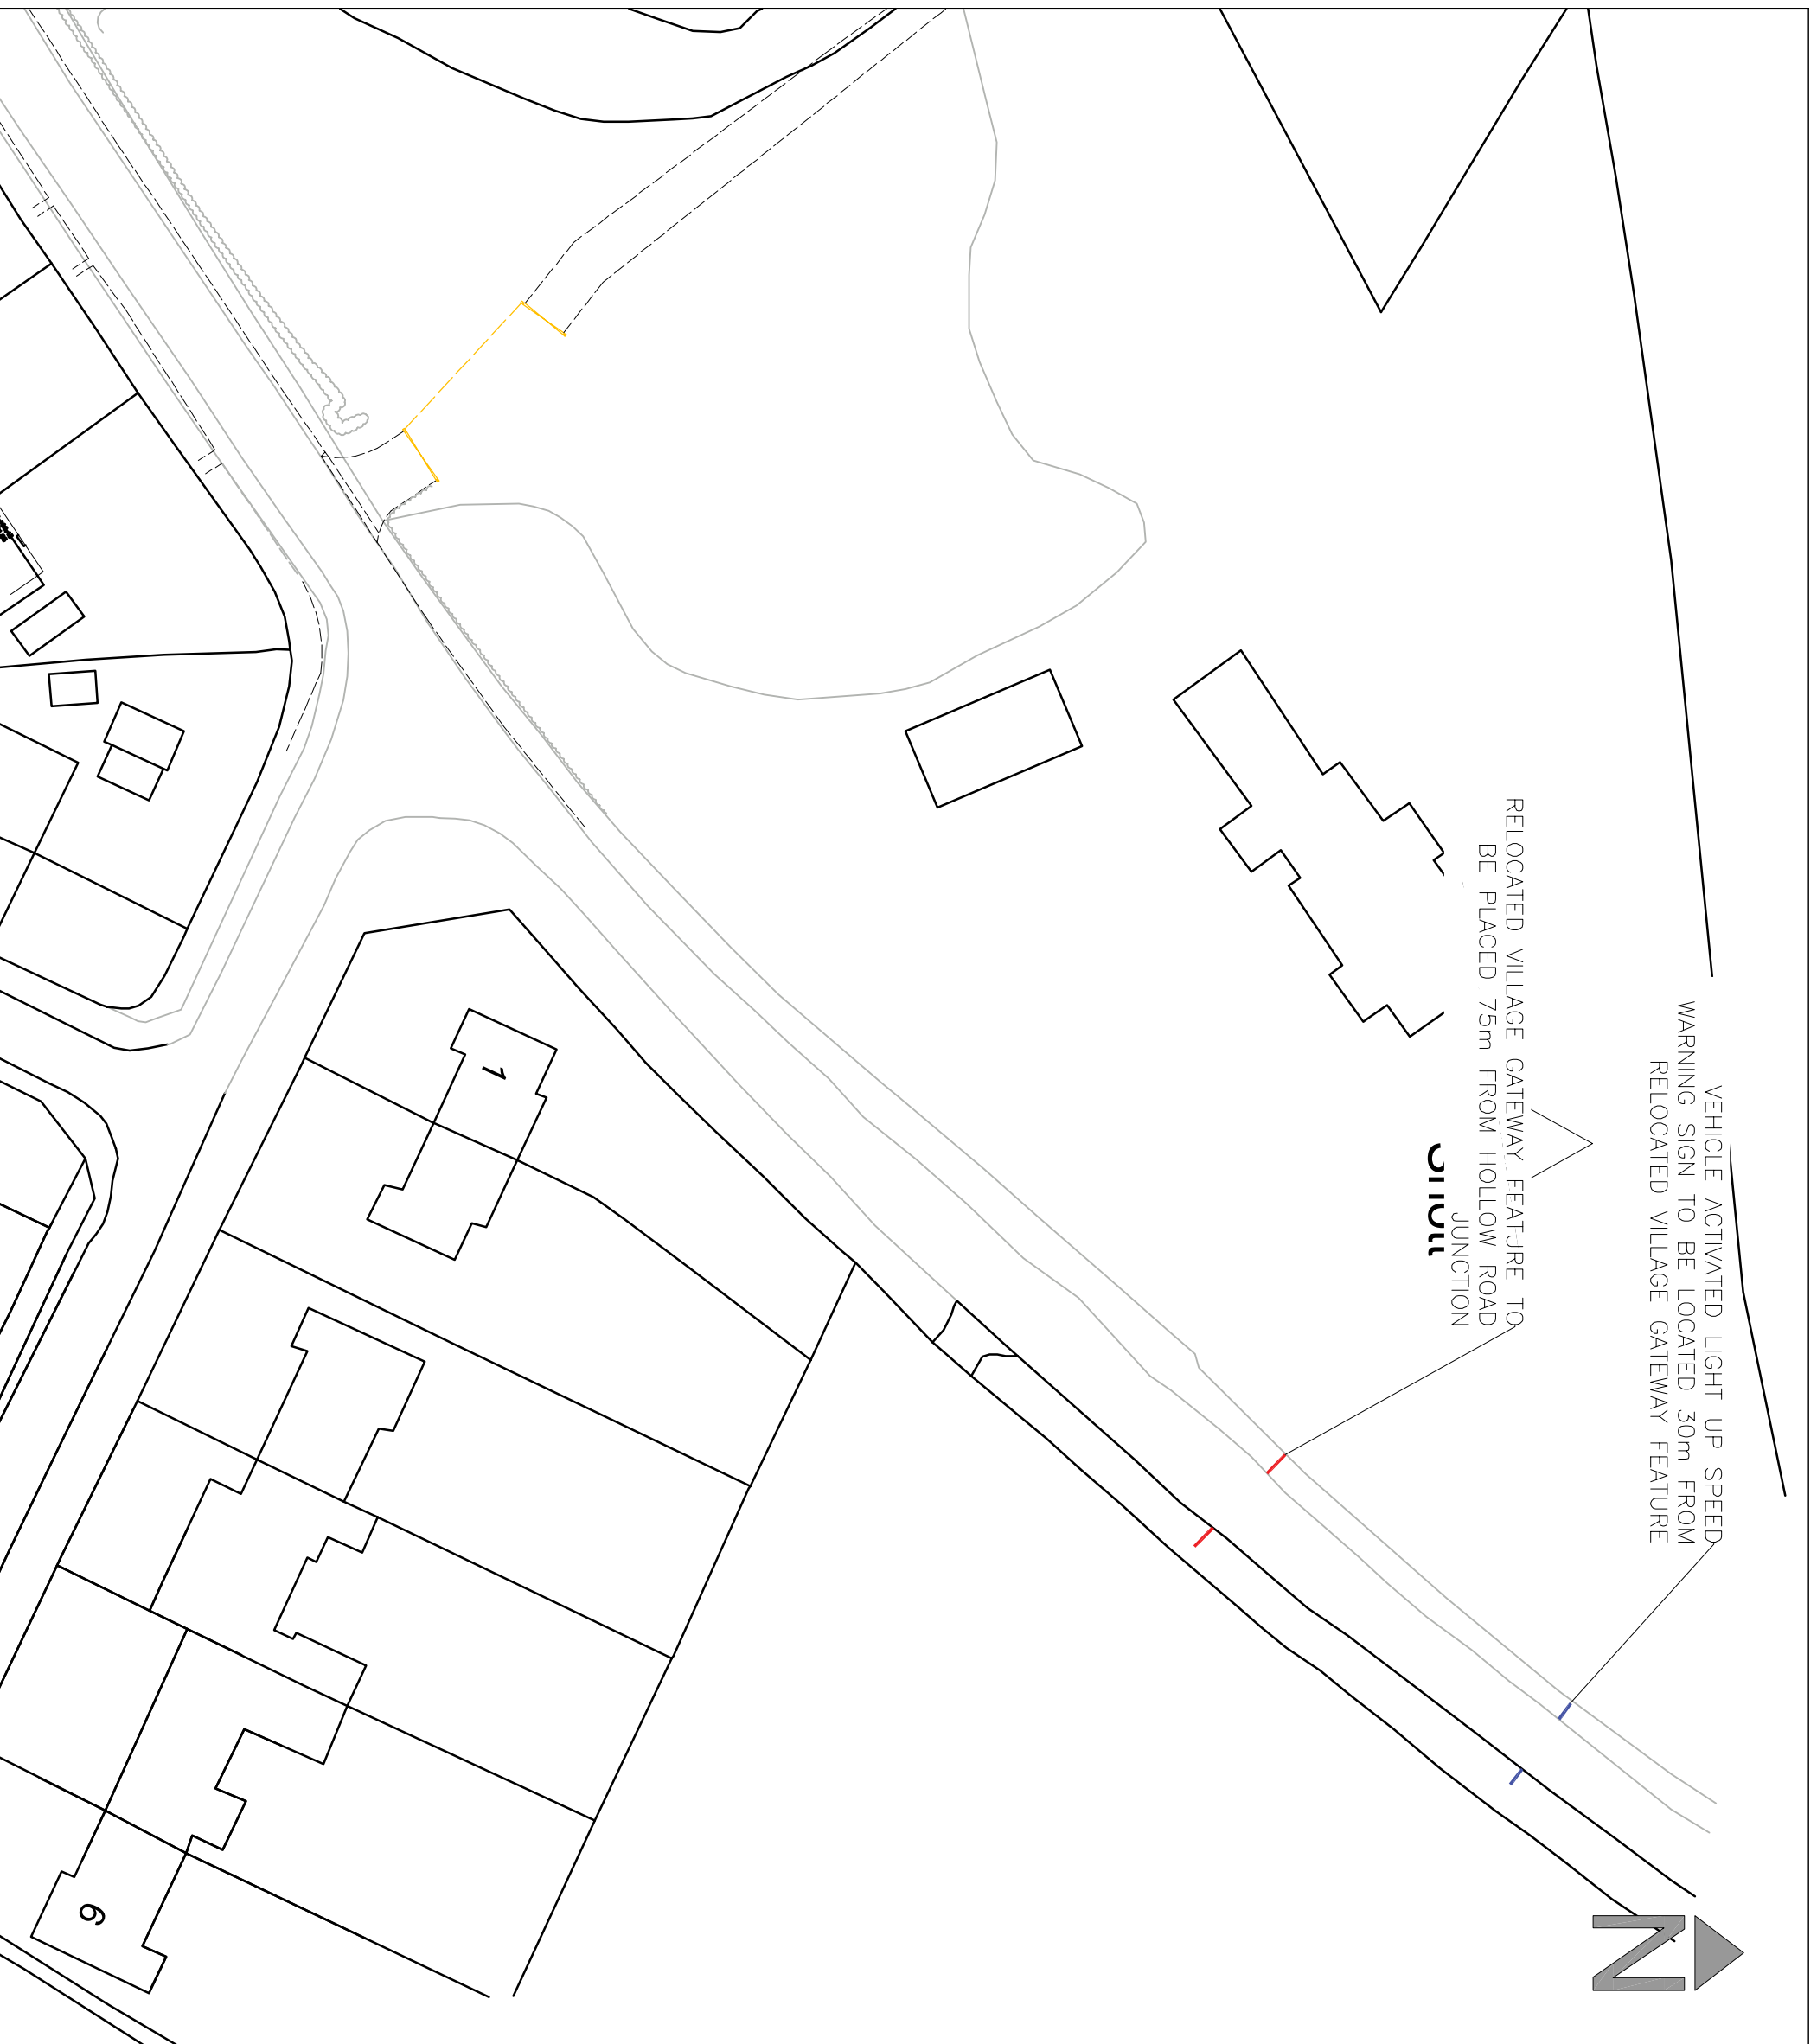 VEHICLE ACTIVATED LIGHT UP SPEED
WARNING SIGN TO BE LOCATED 30m FROM
RELOCATED VILLAGE GATEWAY FEATURE
RELOCATED VILLAGE GATEWAY FEATURE TO
BE PLACED 75m FROM HOLLOW ROAD
JUNCTION
1
6
N